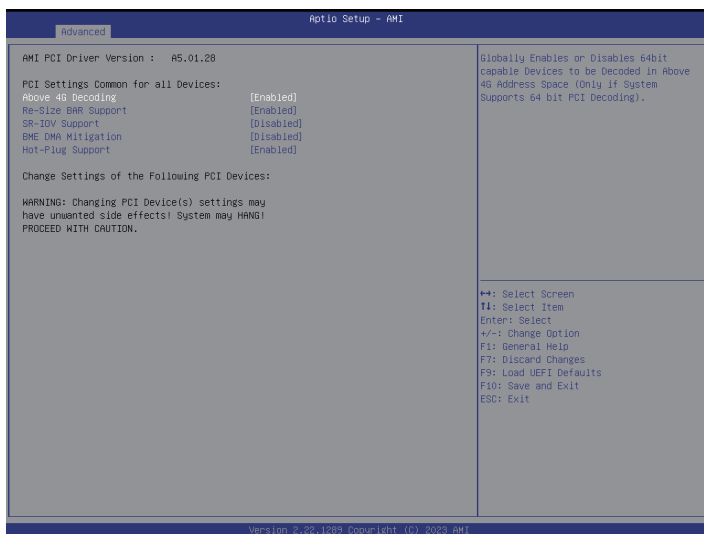 Aptio Setup – AMI
Advanced
AMI PCI Driver Version :   A5.01.28
PCI Settings Common for all Devices:
Above 4G Decoding   [Enabled]
Re-Size BAR Support   [Enabled]
SR-IOV Support   [Disabled]
BME DMA Mitigation   [Disabled]
Hot-Plug Support   [Enabled]
Change Settings of the Following PCI Devices:
WARNING: Changing PCI Device(s) settings may
have unwanted side effects! System may HANG!
PROCEED WITH CAUTION.
Globally Enables or Disables 64bit
capable Devices to be Decoded in Above
4G Address Space (Only if System
Supports 64 bit PCI Decoding).
↔: Select Screen
↑↓: Select Item
Enter: Select
+/-: Change Option
F1: General Help
F7: Discard Changes
F9: Load UEFI Defaults
F10: Save and Exit
ESC: Exit
Version 2.22.1289 Copyright (C) 2023 AMI